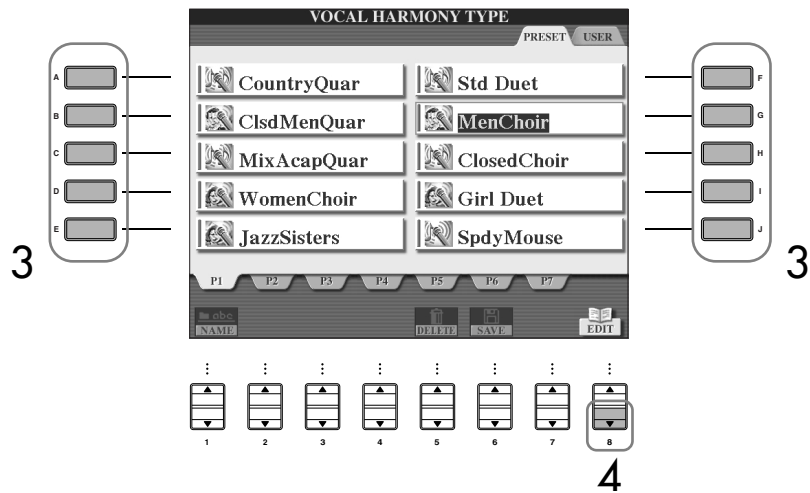 VOCAL HARMONY TYPE
PRESET USER
A CountryQuar Std Duet F
B ClsdMenQuar MenChoir G
C MixAcapQuar ClosedChoir H
D WomenChoir Girl Duet I
E JazzSisters SpdyMouse J
3 3
P1 P2 P3 P4 P5 P6 P7
abc
NAME DELETE SAVE EDIT
1 2 3 4 5 6 7 8
4